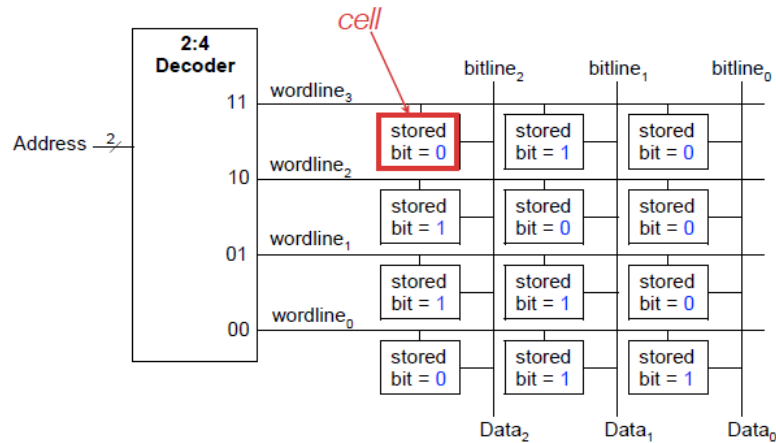 cell
2:4
Decoder
bitline₂ bitline₁ bitline₀
wordline₃
11
stored stored stored
bit = 0 bit = 1 bit = 0
Address 2
wordline₂
10
stored stored stored
bit = 1 bit = 0 bit = 0
wordline₁
01
stored stored stored
bit = 1 bit = 1 bit = 0
wordline₀
00
stored stored stored
bit = 0 bit = 1 bit = 1
Data₂ Data₁ Data₀